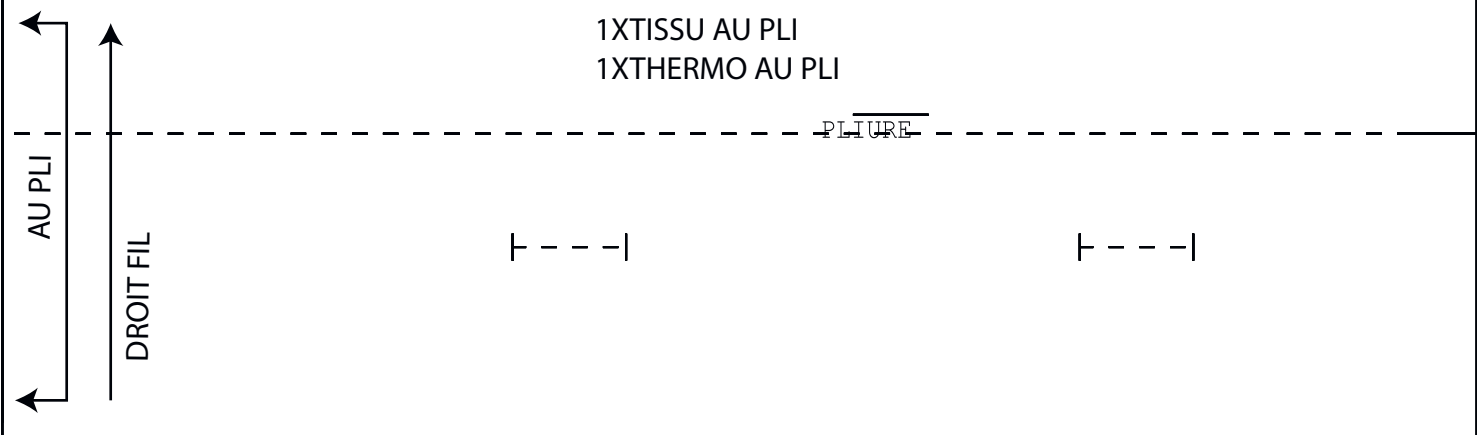 1XTISSU AU PLI
1XTHERMO AU PLI
PLIURE
AU PLI
DROIT FIL